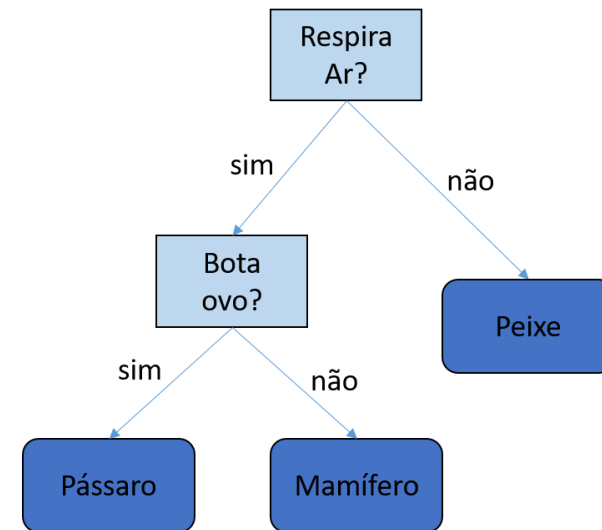 Respira
Ar?
sim
não
Bota
ovo?
Peixe
sim
não
Pássaro
Mamífero